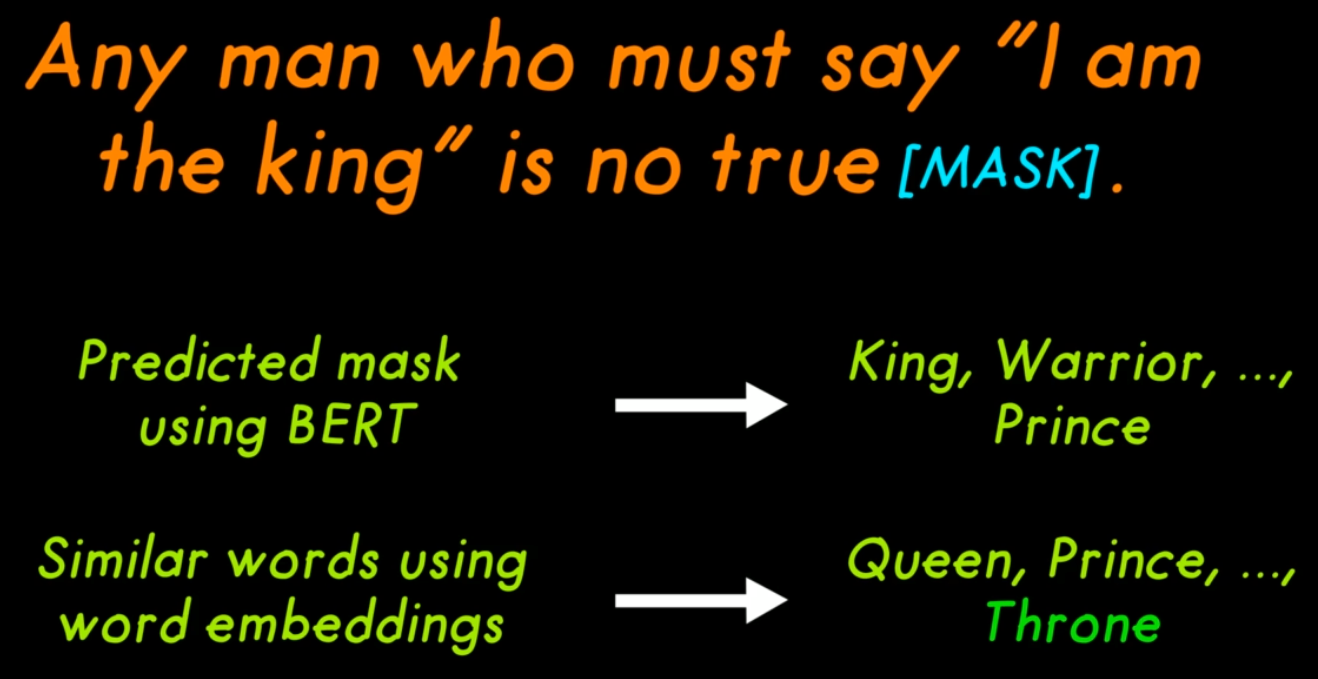 Any man who must say "I am
the king" is no true [MASK].
Predicted mask
using BERT
King, Warrior, ...,
Prince
Similar words using
word embeddings
Queen, Prince, ...,
Throne